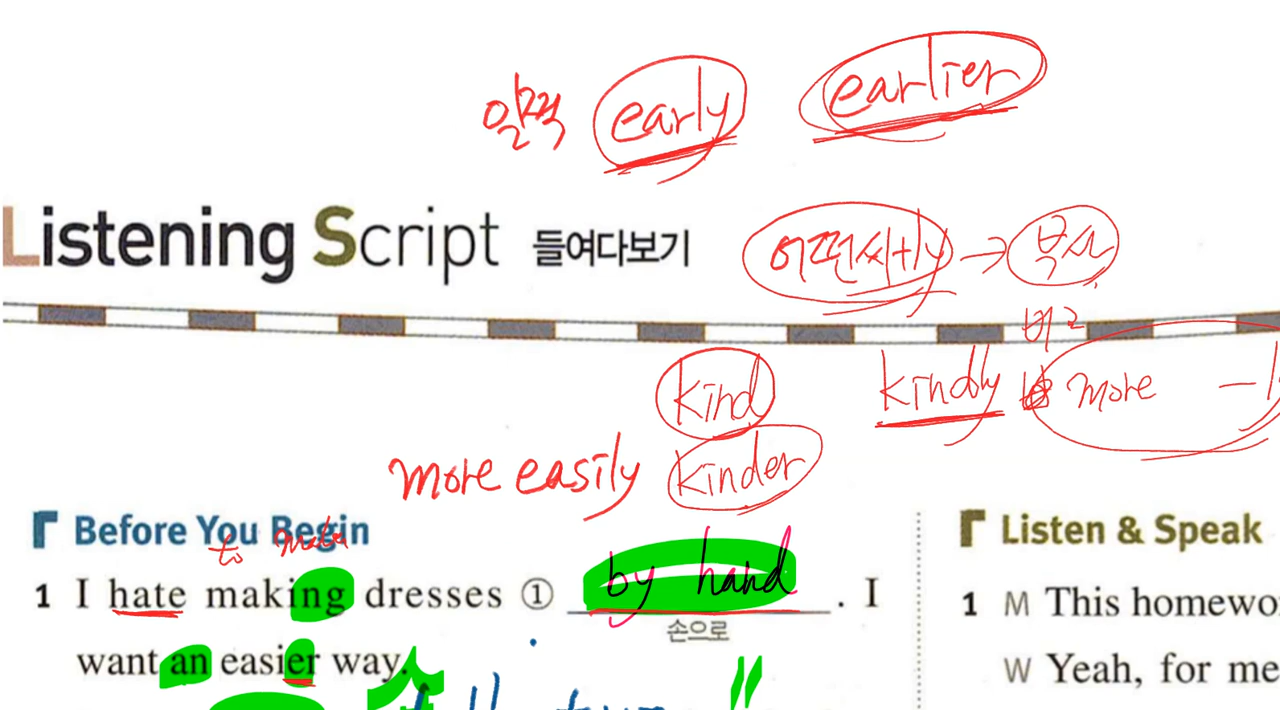 일찍 early earlier
Listening Script 들여다보기
어떤씨+ly → 부사
비교
kind kindly more
more easily kinder
Before You Begin
to make
1 I hate making dresses ① by hand . I
손으로
want an easier way.
Listen & Speak
1 M This homewo
W Yeah, for me